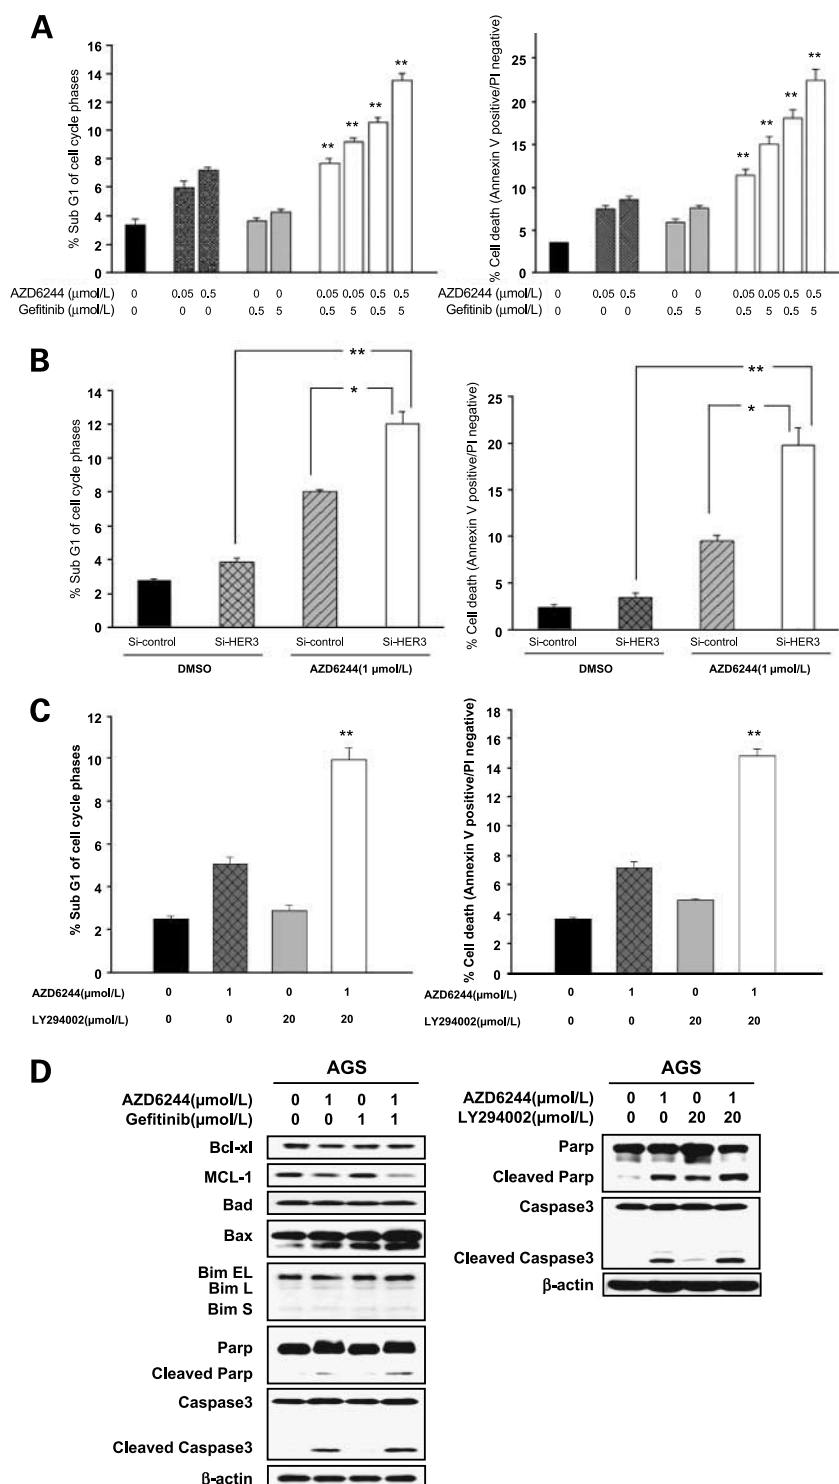 A
% Sub G1 of cell cycle phases
16
14
12
10
8
6
4
2
0
**
**
**
**
AZD6244 (μmol/L) 0 0.05 0.5 0 0 0.05 0.05 0.5 0.5
Gefitinib (μmol/L) 0 0 0 0.5 5 0.5 5 0.5 5
% Cell death (Annexin V positive/PI negative)
25
20
15
10
5
0
**
**
**
**
AZD6244 (μmol/L) 0 0.05 0.5 0 0 0.05 0.05 0.5 0.5
Gefitinib (μmol/L) 0 0 0 0.5 5 0.5 5 0.5 5
B
% Sub G1 of cell cycle phases
14
12
10
8
6
4
2
0
**
*
Si-control Si-HER3 Si-control Si-HER3
DMSO AZD6244(1 μmol/L)
% Cell death (Annexin V positive/PI negative)
25
20
15
10
5
0
**
*
Si-control Si-HER3 Si-control Si-HER3
DMSO AZD6244(1 μmol/L)
C
% Sub G1 of cell cycle phases
12
10
8
6
4
2
0
**
AZD6244(μmol/L) 0 1 0 1
LY294002(μmol/L) 0 0 20 20
% Cell death (Annexin V positive/PI negative)
18
16
14
12
10
8
6
4
2
0
**
AZD6244(μmol/L) 0 1 0 1
LY294002(μmol/L) 0 0 20 20
D
AGS
AZD6244(μmol/L) 0 1 0 1
Gefitinib(μmol/L) 0 0 1 1
Bcl-xl
MCL-1
Bad
Bax
Bim EL
Bim L
Bim S
Parp
Cleaved Parp
Caspase3
Cleaved Caspase3
β-actin
AGS
AZD6244(μmol/L) 0 1 0 1
LY294002(μmol/L) 0 0 20 20
Parp
Cleaved Parp
Caspase3
Cleaved Caspase3
β-actin